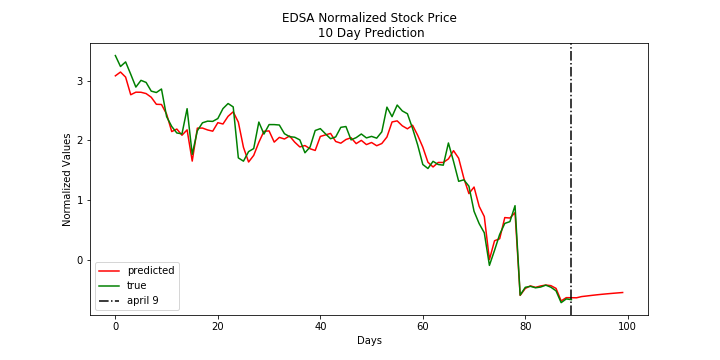 EDSA Normalized Stock Price
10 Day Prediction
Normalized Values
3
2
1
0
predicted
true
april 9
0 20 40 60 80 100
Days